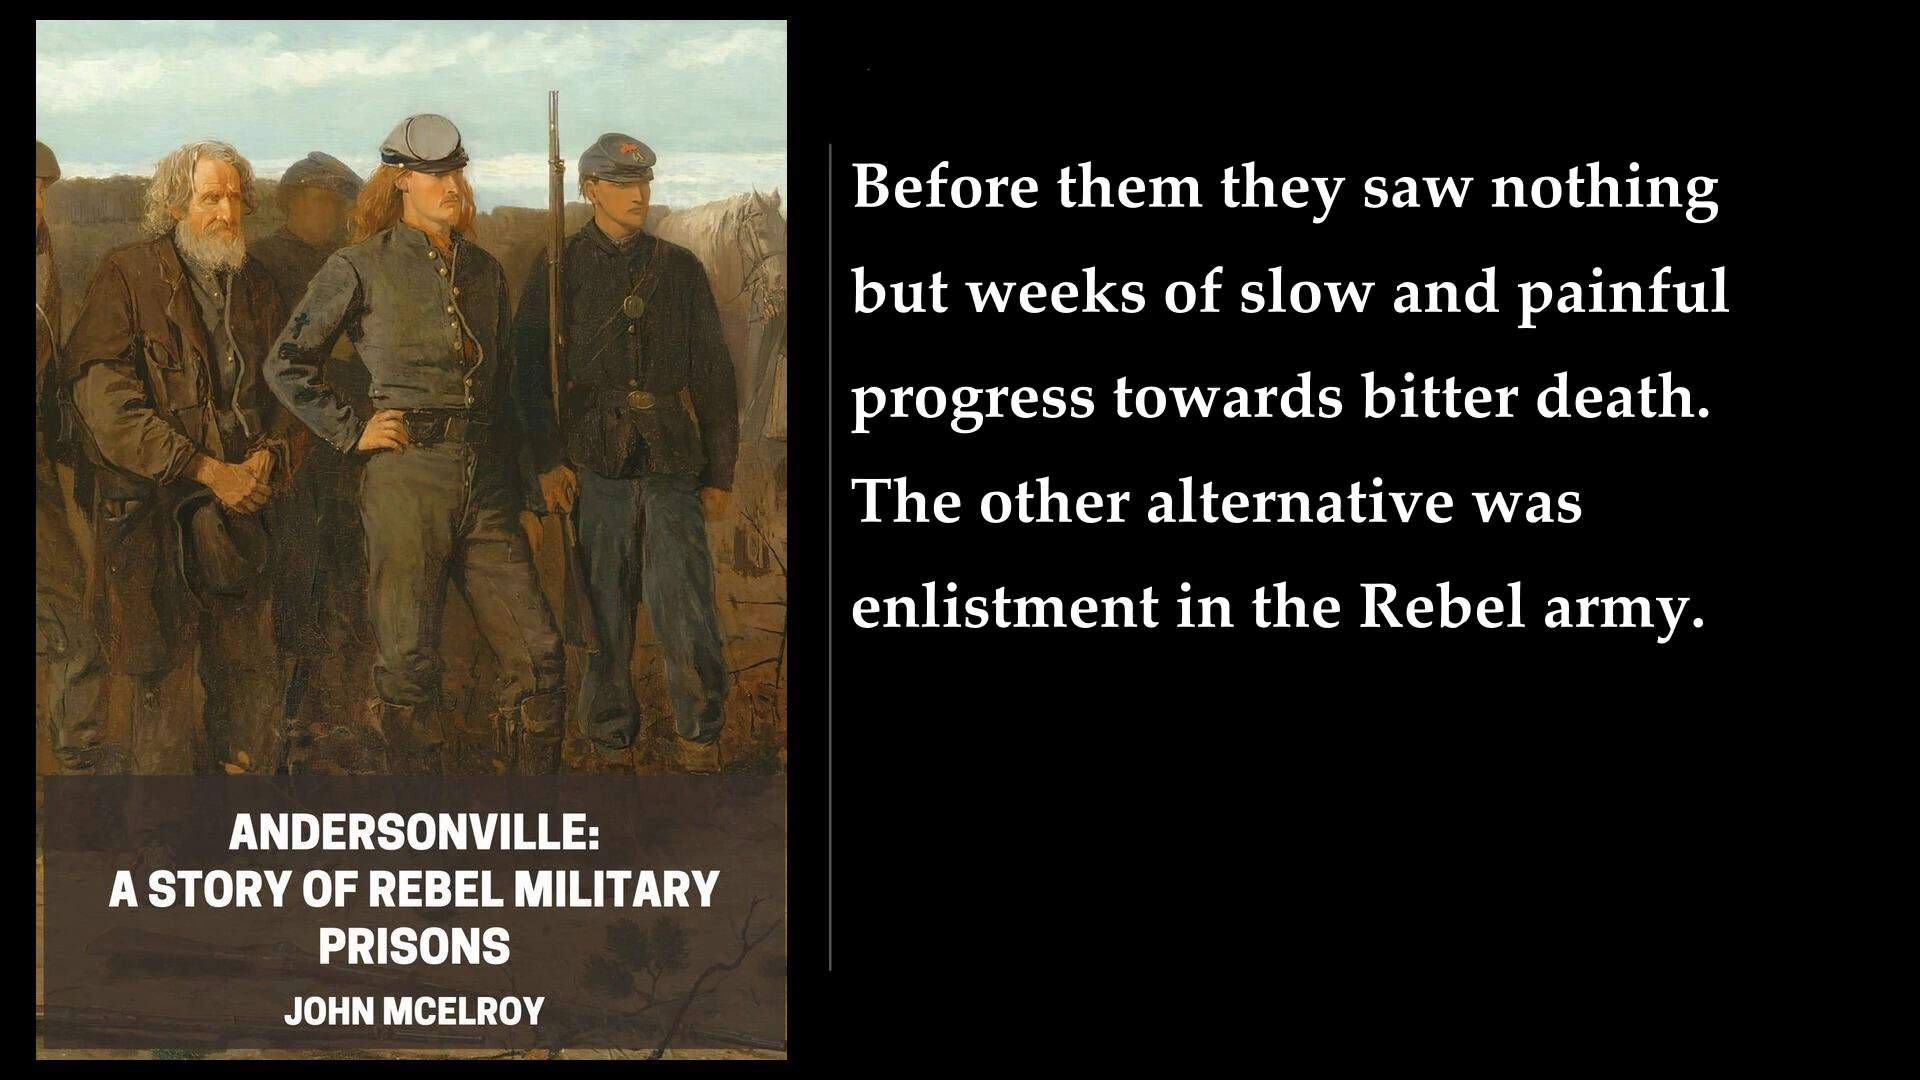 ANDERSONVILLE:
A STORY OF REBEL MILITARY
PRISONS
JOHN MCELROY
Before them they saw nothing
but weeks of slow and painful
progress towards bitter death.
The other alternative was
enlistment in the Rebel army.